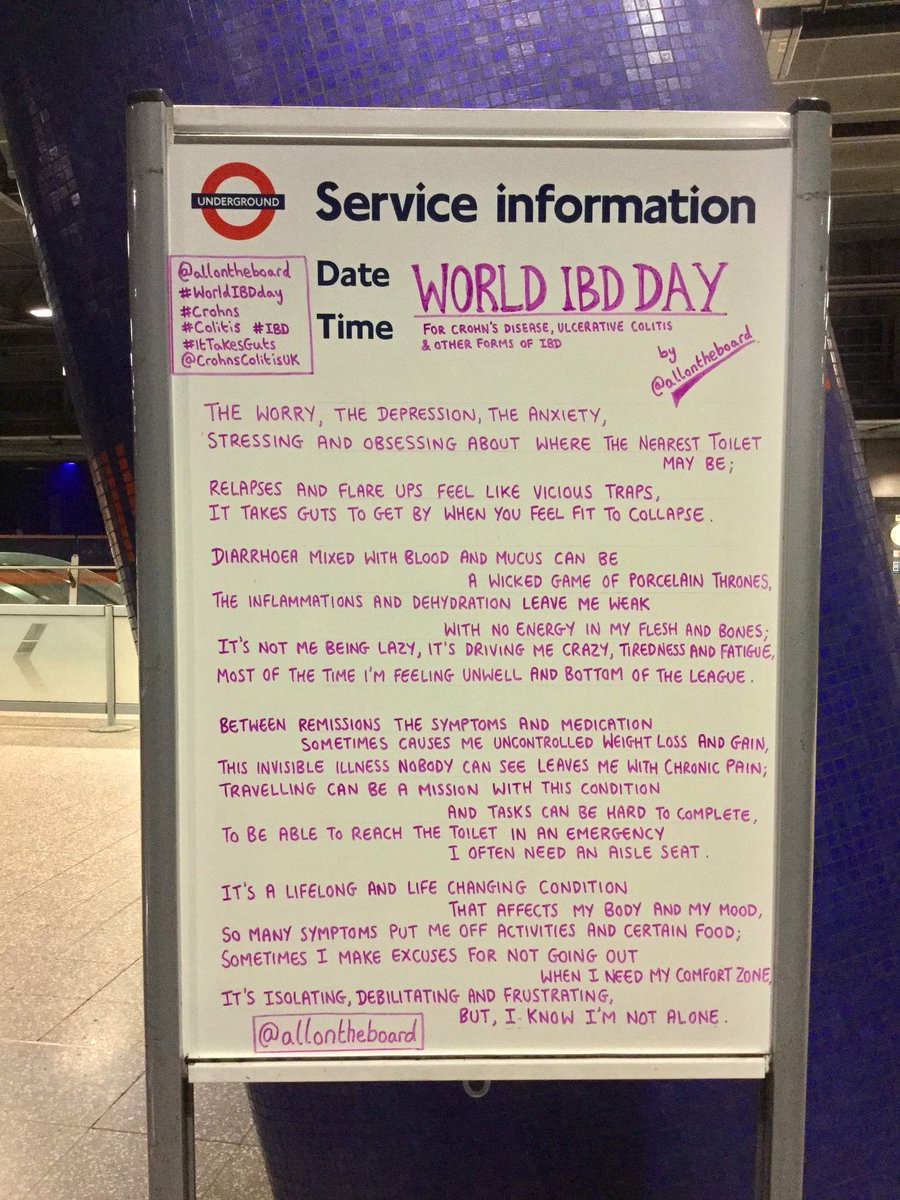 UNDERGROUND
Service information
@allontheboard
#WorldIBDday
#Crohns
#Colitis #IBD
#ItTakesGuts
@CrohnsColitisUK
Date
Time
WORLD IBD DAY
FOR CROHN'S DISEASE, ULCERATIVE COLITIS
& OTHER FORMS OF IBD
by
@allontheboard
THE WORRY, THE DEPRESSION, THE ANXIETY,
STRESSING AND OBSESSING ABOUT WHERE THE NEAREST TOILET
MAY BE;
RELAPSES AND FLARE UPS FEEL LIKE VICIOUS TRAPS,
IT TAKES GUTS TO GET BY WHEN YOU FEEL FIT TO COLLAPSE.
DIARRHOEA MIXED WITH BLOOD AND MUCUS CAN BE
A WICKED GAME OF PORCELAIN THRONES,
THE INFLAMMATIONS AND DEHYDRATION LEAVE ME WEAK
WITH NO ENERGY IN MY FLESH AND BONES;
IT'S NOT ME BEING LAZY, IT'S DRIVING ME CRAZY, TIREDNESS AND FATIGUE,
MOST OF THE TIME I'M FEELING UNWELL AND BOTTOM OF THE LEAGUE.
BETWEEN REMISSIONS THE SYMPTOMS AND MEDICATION
SOMETIMES CAUSES ME UNCONTROLLED WEIGHT LOSS AND GAIN,
THIS INVISIBLE ILLNESS NOBODY CAN SEE LEAVES ME WITH CHRONIC PAIN;
TRAVELLING CAN BE A MISSION WITH THIS CONDITION
AND TASKS CAN BE HARD TO COMPLETE,
TO BE ABLE TO REACH THE TOILET IN AN EMERGENCY
I OFTEN NEED AN AISLE SEAT.
IT'S A LIFELONG AND LIFE CHANGING CONDITION
THAT AFFECTS MY BODY AND MY MOOD,
SO MANY SYMPTOMS PUT ME OFF ACTIVITIES AND CERTAIN FOOD;
SOMETIMES I MAKE EXCUSES FOR NOT GOING OUT
WHEN I NEED MY COMFORT ZONE,
IT'S ISOLATING, DEBILITATING AND FRUSTRATING,
BUT, I KNOW I'M NOT ALONE.
@allontheboard